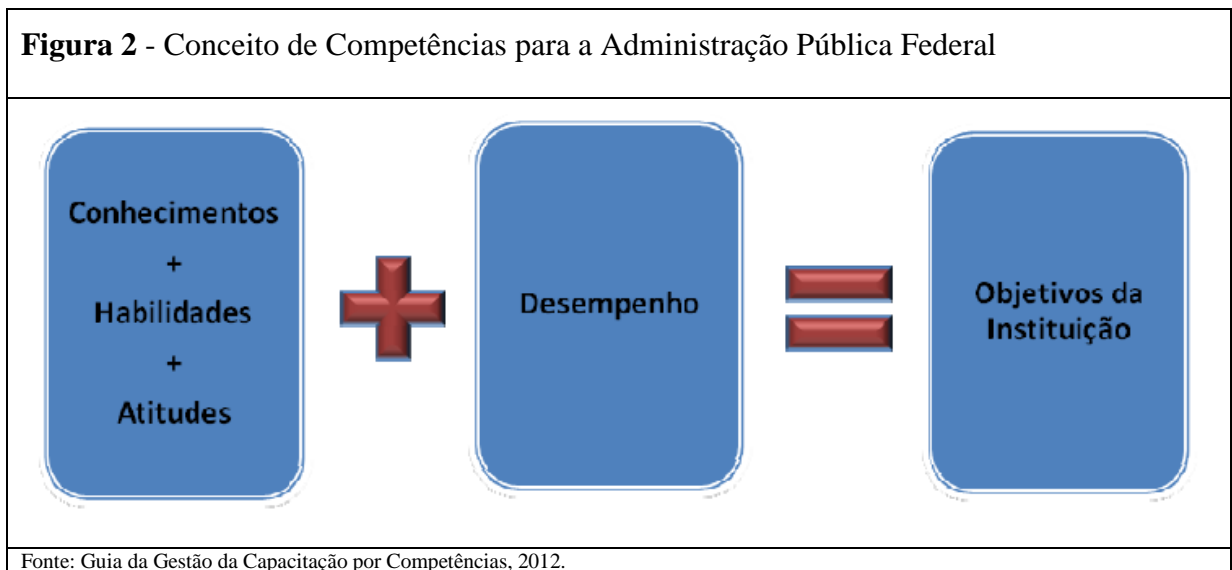 Figura 2 - Conceito de Competências para a Administração Pública Federal
Conhecimentos
+
Habilidades
+
Atitudes
Desempenho
Objetivos da
Instituição
Fonte: Guia da Gestão da Capacitação por Competências, 2012.